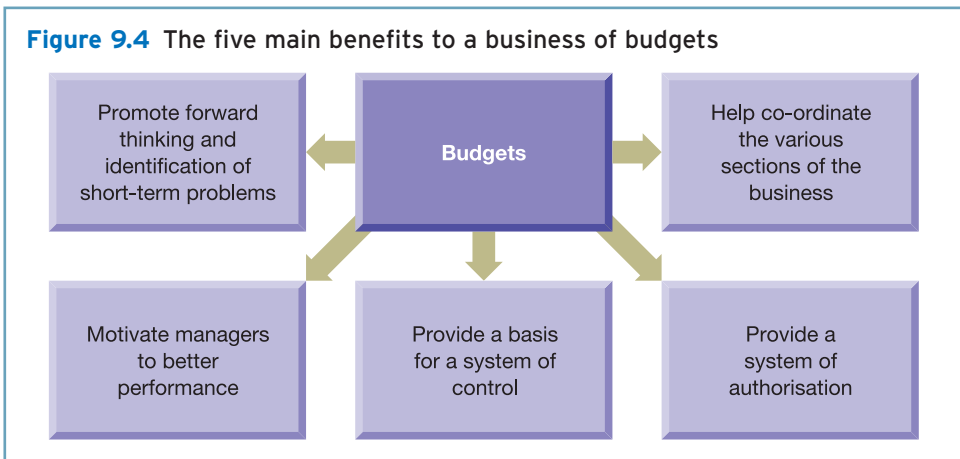 Figure 9.4 The five main benefits to a business of budgets
Promote forward
thinking and
identification of
short-term problems
Budgets
Help co-ordinate
the various
sections of the
business
Motivate managers
to better
performance
Provide a basis
for a system of
control
Provide a
system of
authorisation